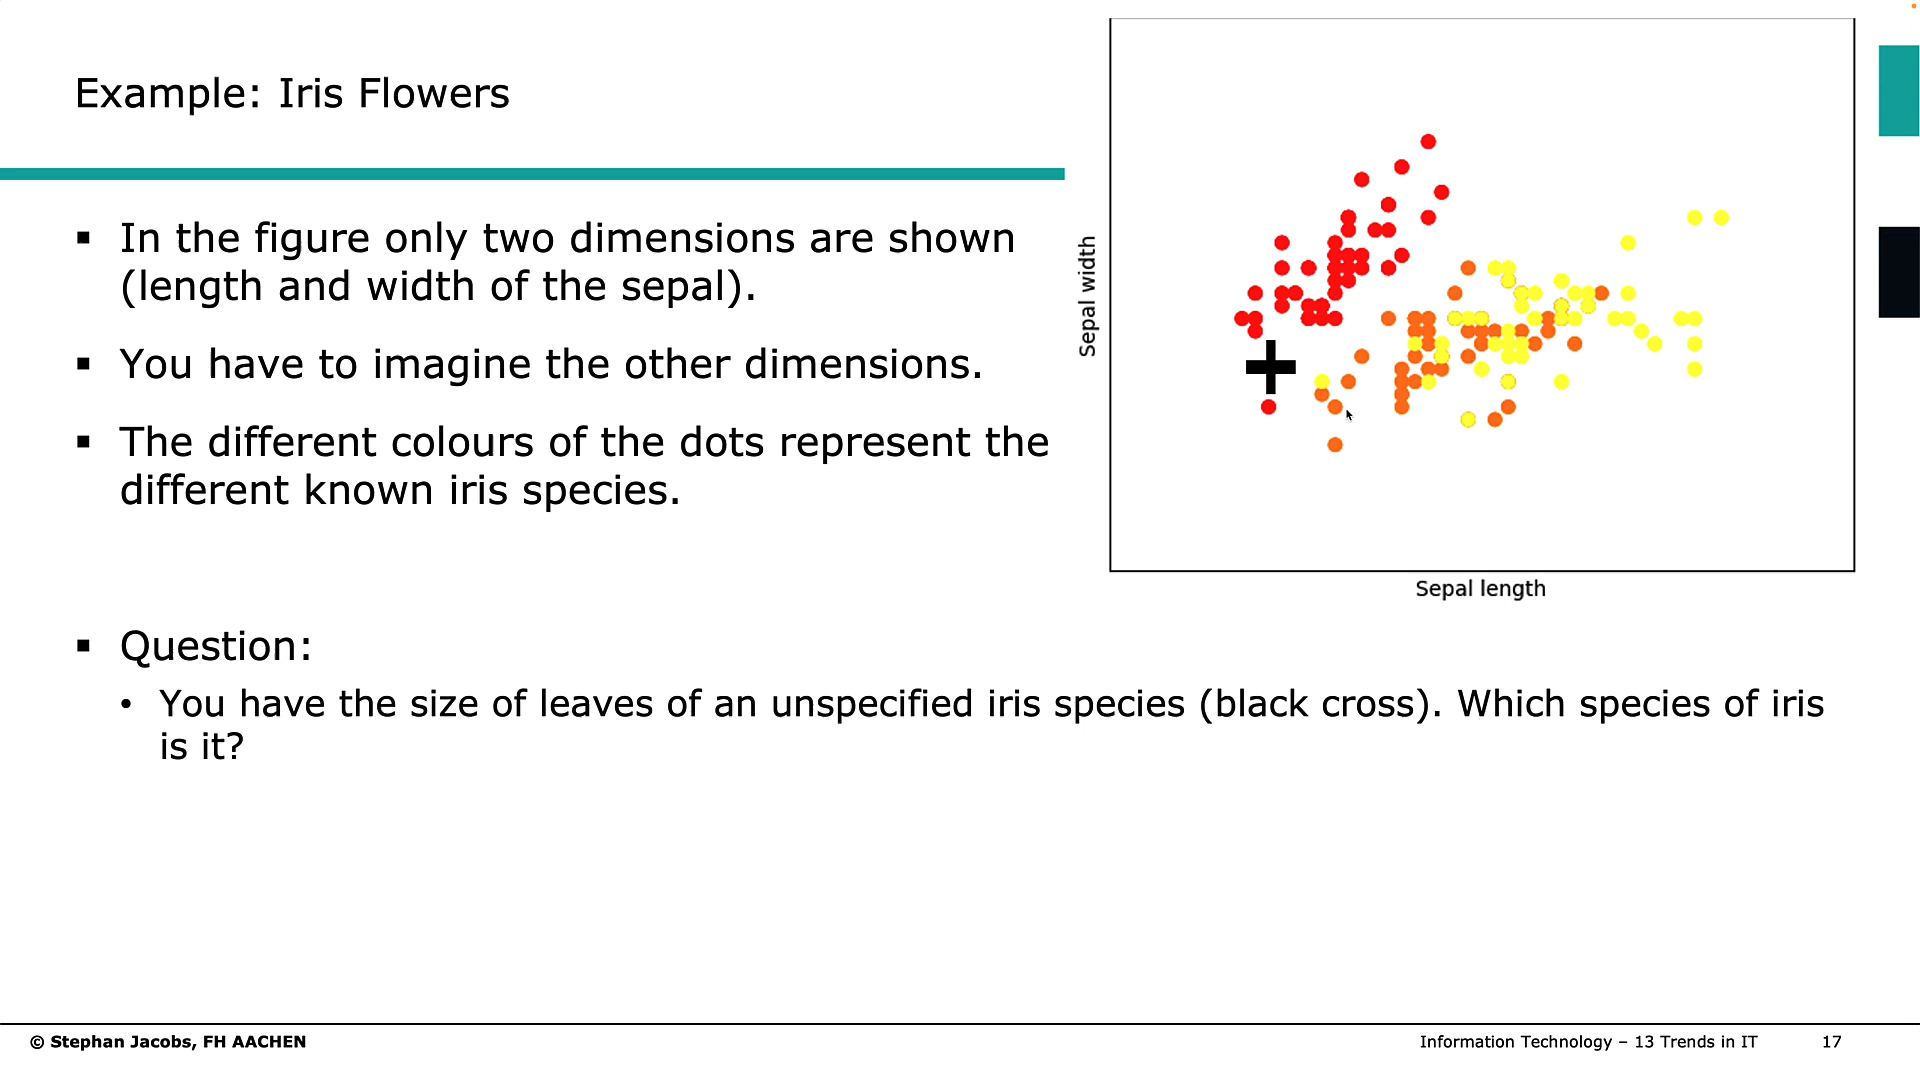 Example: Iris Flowers
▪ In the figure only two dimensions are shown
(length and width of the sepal).
▪ You have to imagine the other dimensions.
▪ The different colours of the dots represent the
different known iris species.
Sepal width
Sepal length
▪ Question:
• You have the size of leaves of an unspecified iris species (black cross). Which species of iris
is it?
© Stephan Jacobs, FH AACHEN
Information Technology – 13 Trends in IT
17